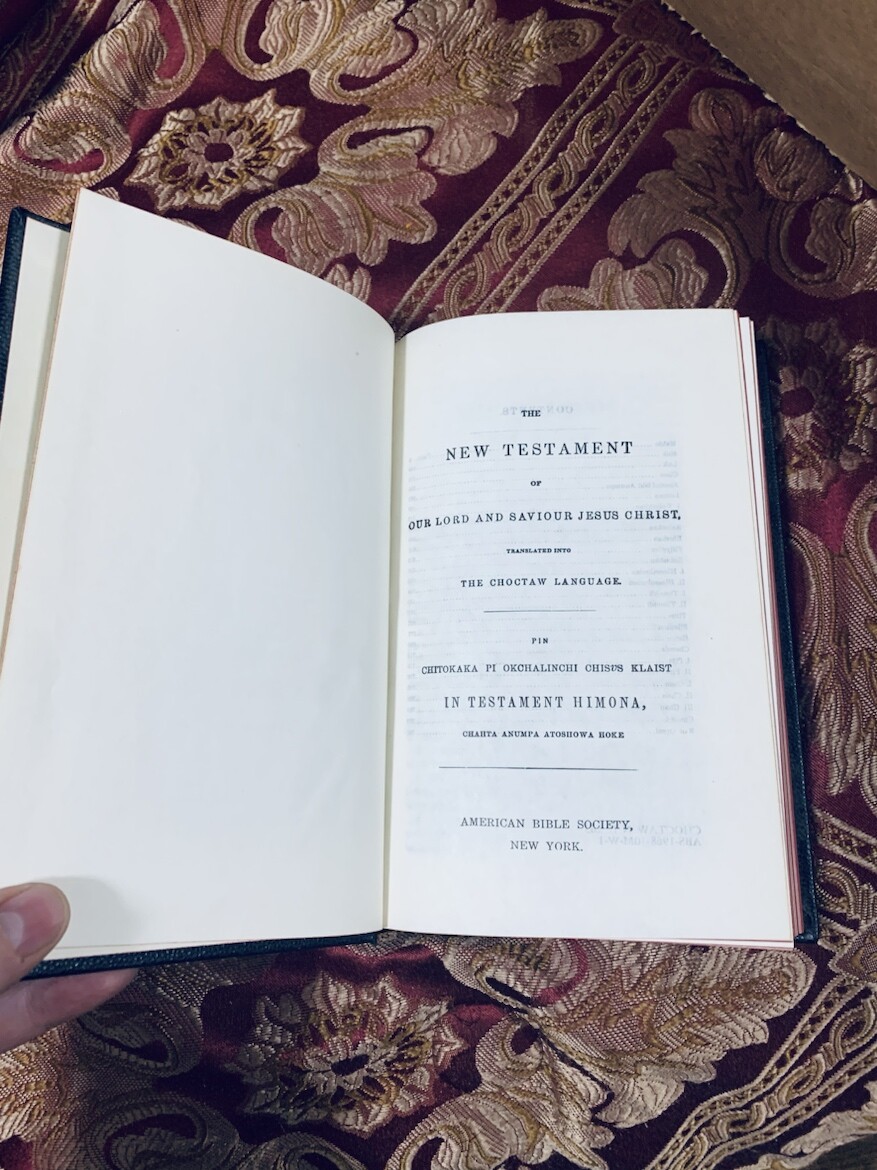 THE
NEW TESTAMENT
OF
OUR LORD AND SAVIOUR JESUS CHRIST,
TRANSLATED INTO
THE CHOCTAW LANGUAGE.
PIN
CHITOKAKA PI OKCHALINCHI CHISʋS KLAIST
IN TESTAMENT HIMONA,
CHAHTA ANUMPA ATOSHOWA HOKE
AMERICAN BIBLE SOCIETY,
NEW YORK.